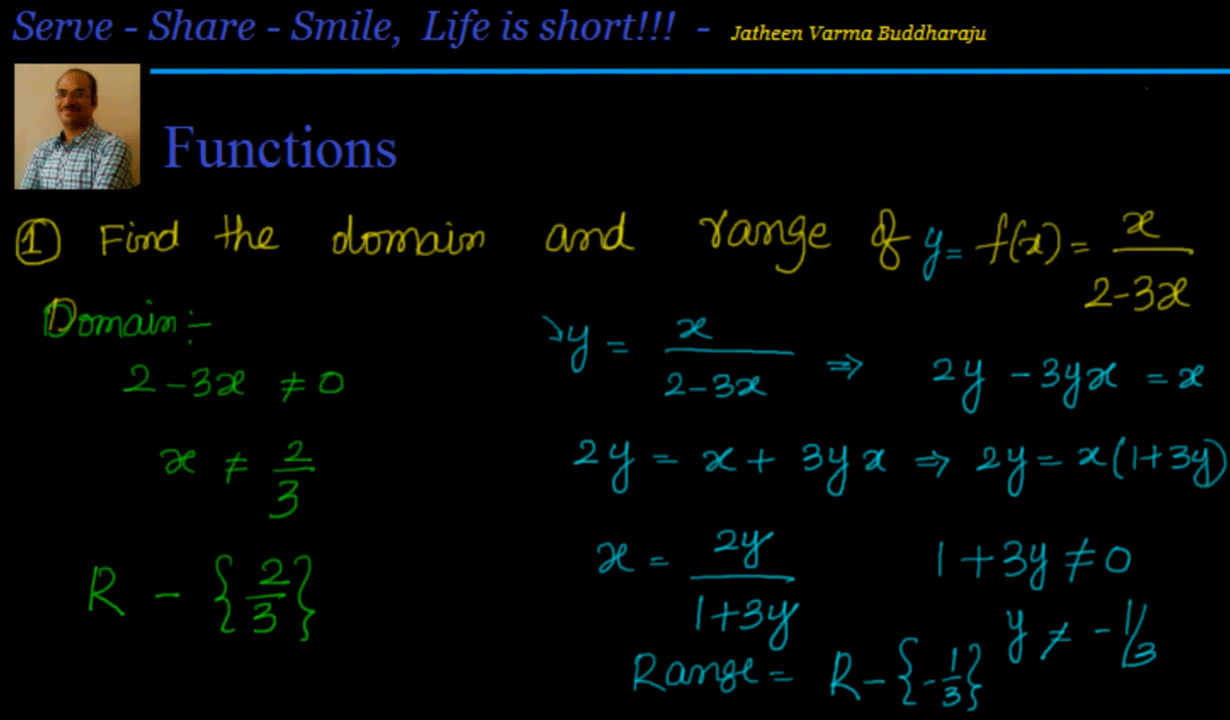 Serve - Share - Smile, Life is short!!! - Jatheen Varma Buddharaju
Functions
① Find the domain and range of y = f(x) = x/(2-3x)
Domain :-
2-3x ≠ 0
x ≠ 2/3
R - {2/3}
y = x/(2-3x) ⇒ 2y - 3yx = x
2y = x + 3yx ⇒ 2y = x(1+3y)
x = 2y/(1+3y)
1+3y ≠ 0
y ≠ -1/3
Range = R - {-1/3}